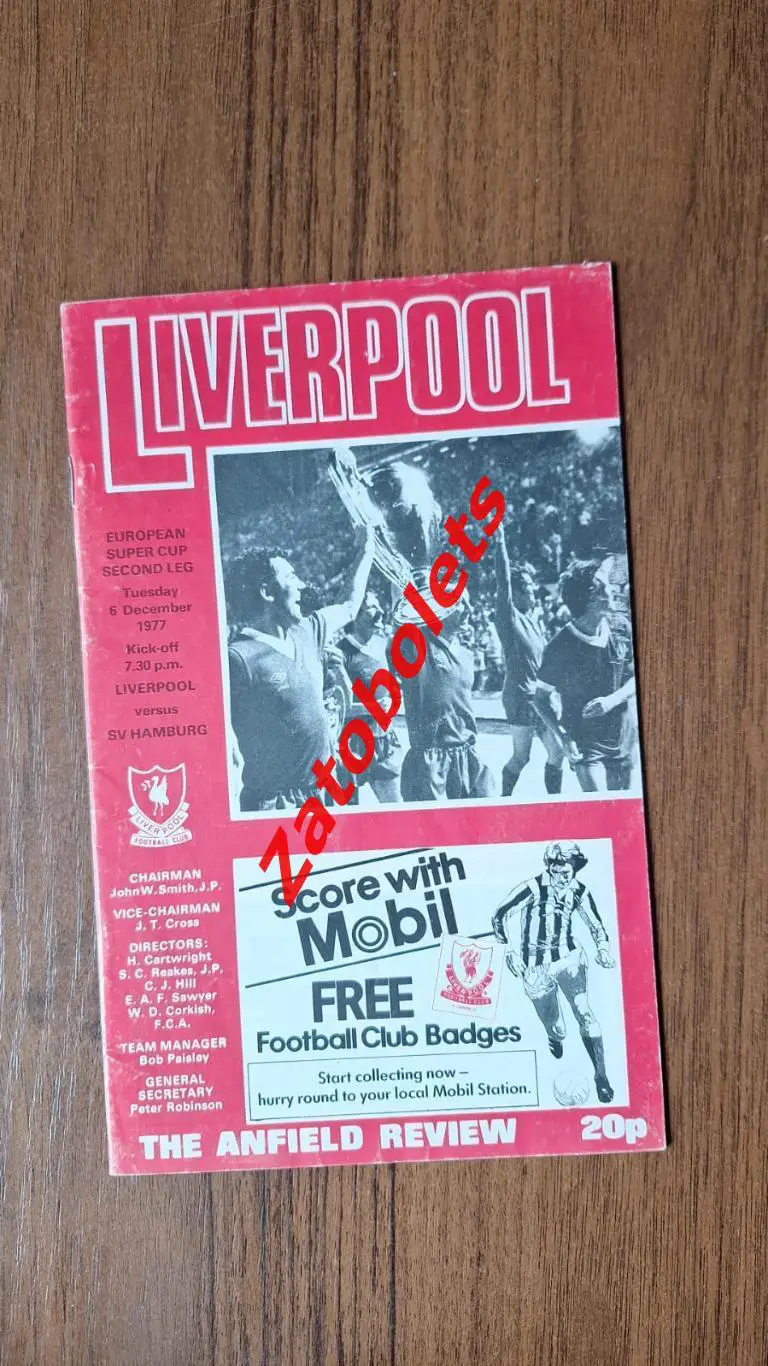 LIVERPOOL
EUROPEAN
SUPER CUP
SECOND LEG
Tuesday
6 December
1977
Kick-off
7.30 p.m.
LIVERPOOL
versus
SV HAMBURG
LIVERPOOL
FOOTBALL CLUB
CHAIRMAN
John W. Smith, J.P.
VICE-CHAIRMAN
J. T. Cross
DIRECTORS:
H. Cartwright
S. C. Reakes, J.P.
C. J. Hill
E. A. F. Sawyer
W. D. Corkish,
F.C.A.
TEAM MANAGER
Bob Paisley
GENERAL
SECRETARY
Peter Robinson
Zatobolets
Score with
Mobil
FREE
Football Club Badges
LIVERPOOL
FOOTBALL CLUB
Start collecting now –
hurry round to your local Mobil Station.
THE ANFIELD REVIEW 20p